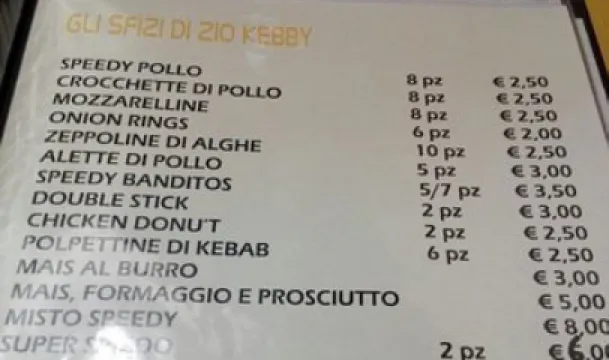 GLI SFIZI DI ZIO KEBBY
SPEEDY POLLO 8 pz € 2,50
CROCCHETTE DI POLLO 8 pz € 2,50
MOZZARELLINE 8 pz € 2,50
ONION RINGS 6 pz € 2,00
ZEPPOLINE DI ALGHE 10 pz € 2,50
ALETTE DI POLLO 5 pz € 3,00
SPEEDY BANDITOS 5/7 pz € 3,50
DOUBLE STICK 2 pz € 3,00
CHICKEN DONU'T 2 pz € 2,50
POLPETTINE DI KEBAB 6 pz € 2,50
MAIS AL BURRO € 3,00
MAIS, FORMAGGIO E PROSCIUTTO € 5,00
MISTO SPEEDY € 8,00
SUPER 2 pz € 6,00